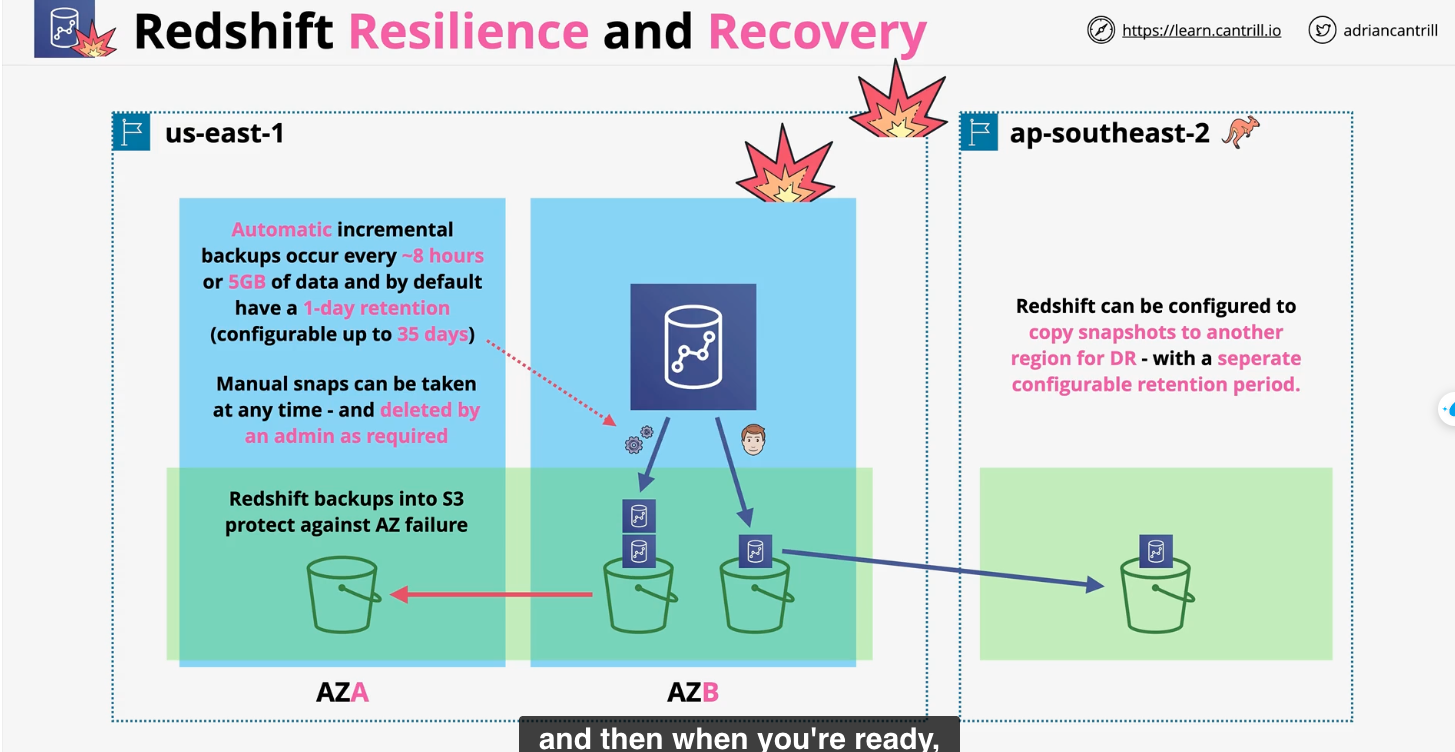 Redshift Resilience and Recovery
https://learn.cantrill.io
adriancantrill
us-east-1
ap-southeast-2
Automatic incremental
backups occur every ~8 hours
or 5GB of data and by default
have a 1-day retention
(configurable up to 35 days)
Manual snaps can be taken
at any time - and deleted by
an admin as required
Redshift backups into S3
protect against AZ failure
Redshift can be configured to
copy snapshots to another
region for DR - with a seperate
configurable retention period.
AZA
AZB
and then when you're ready,